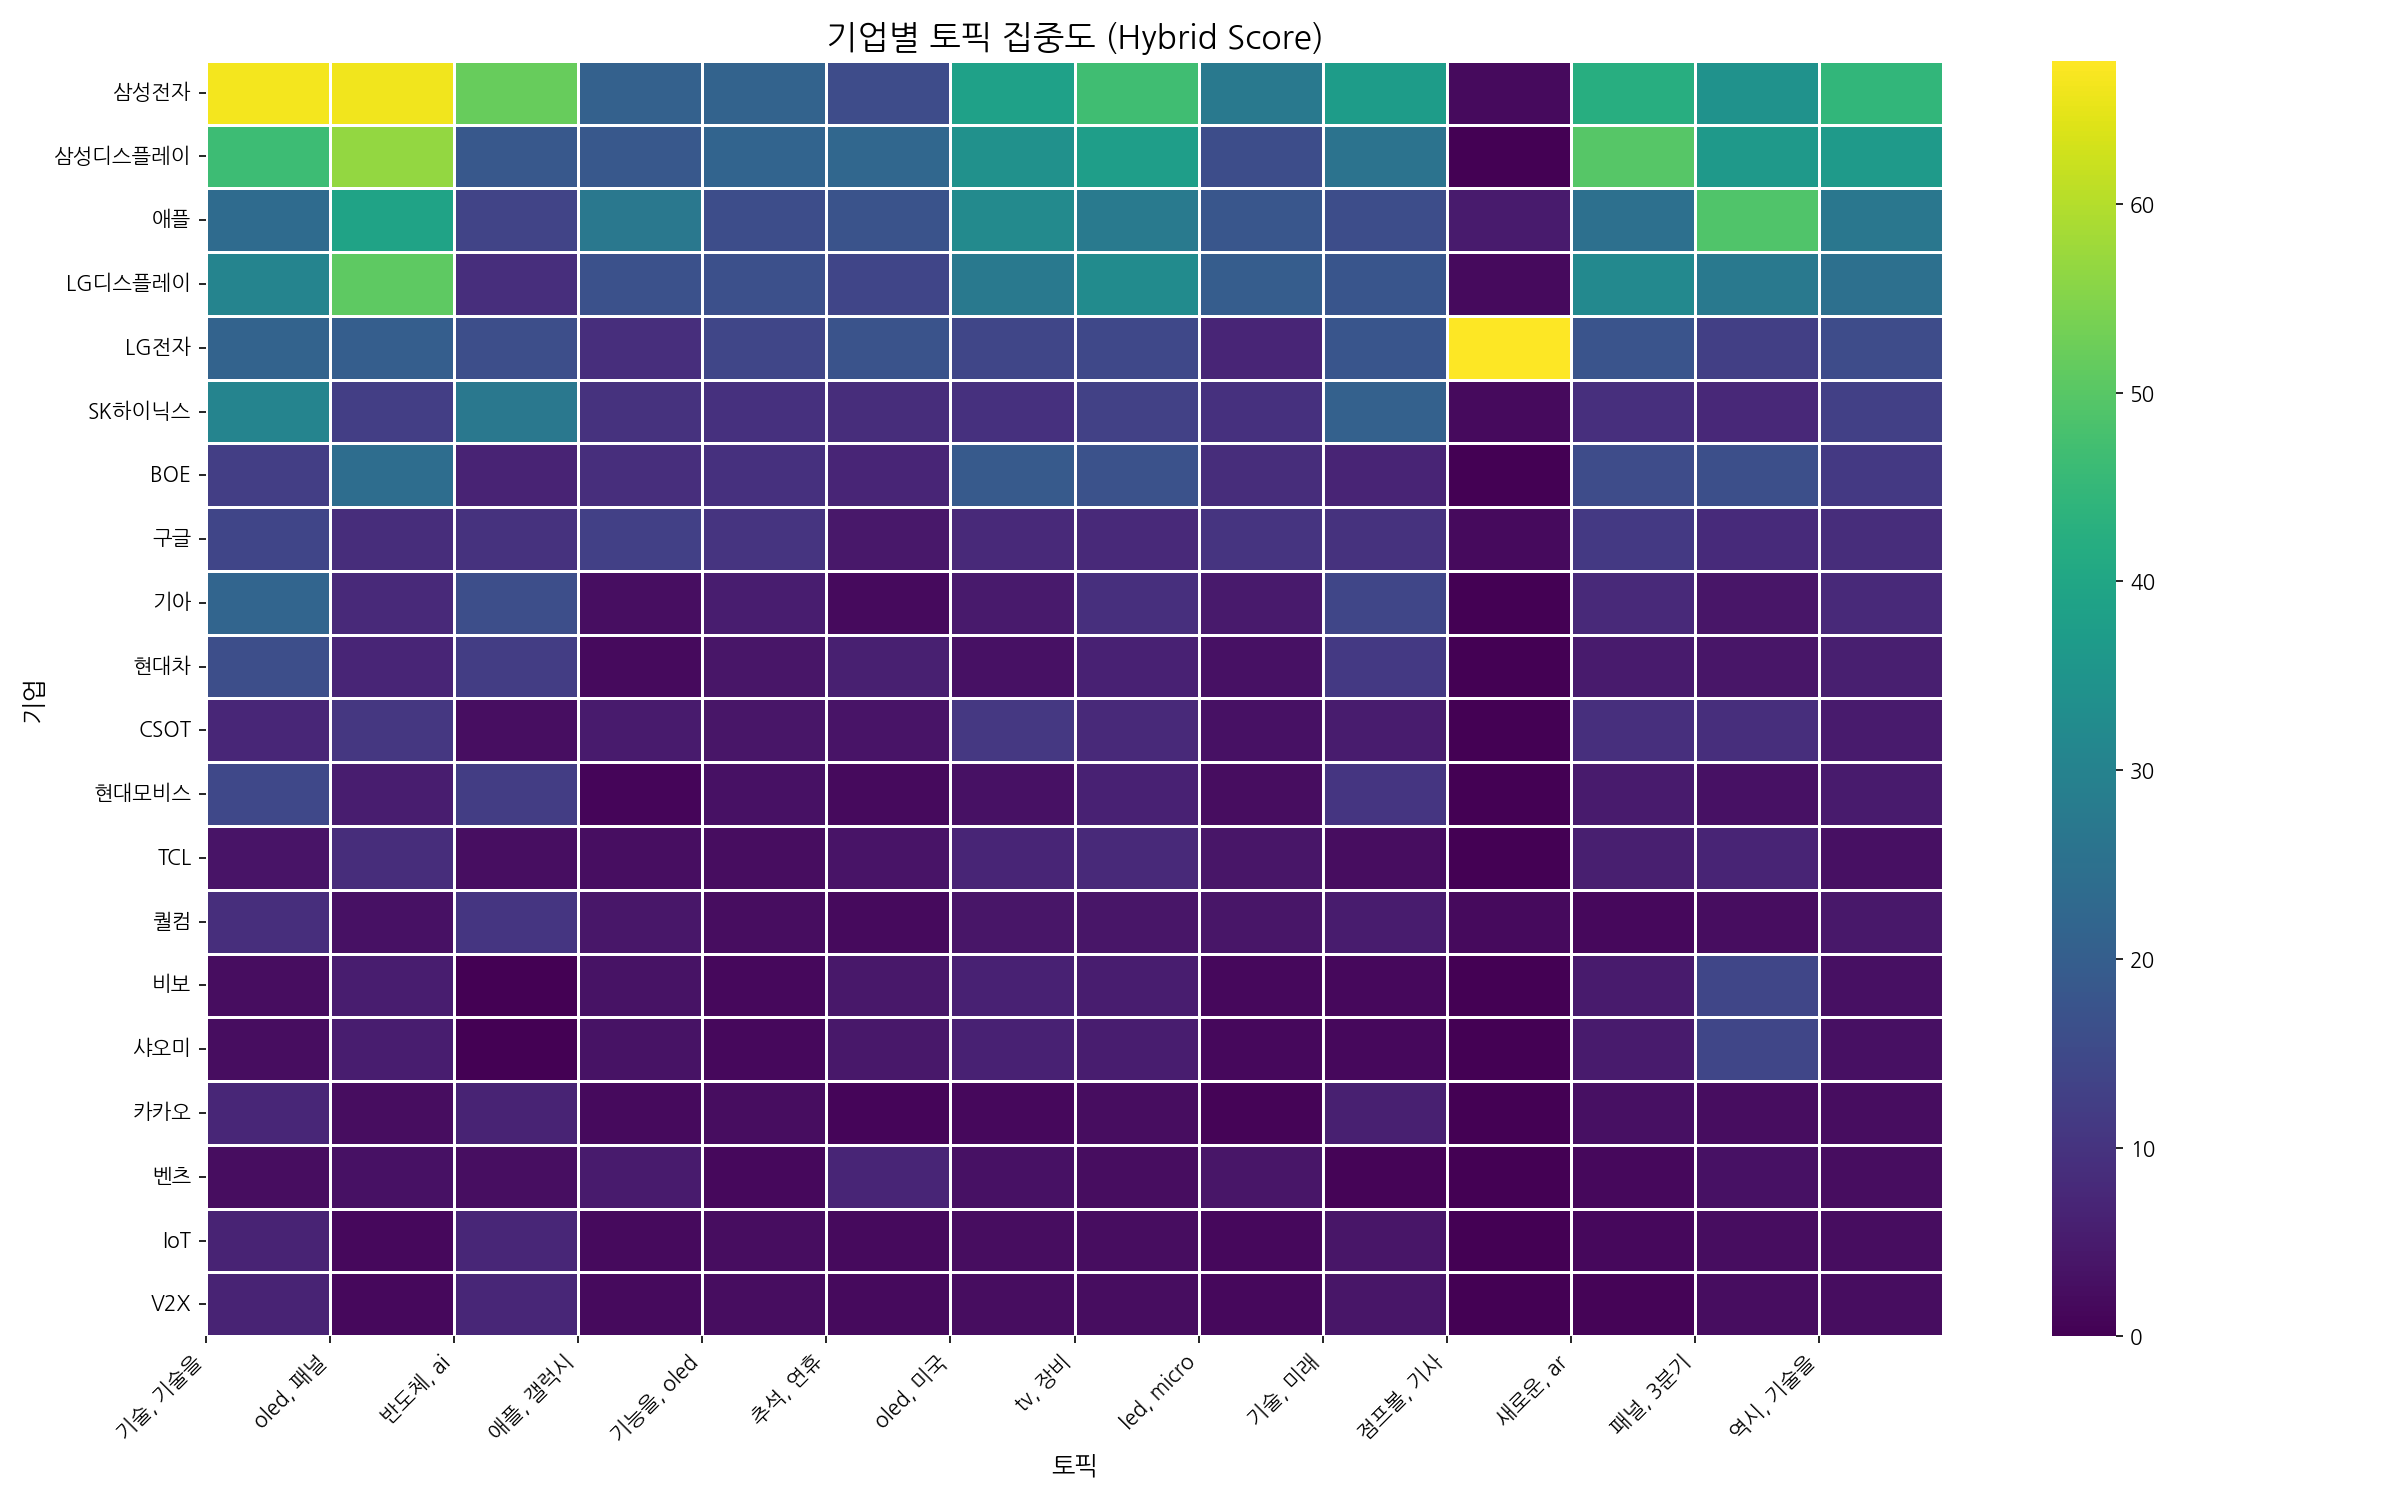 기업별 토픽 집중도 (Hybrid Score)
기업
삼성전자
삼성디스플레이
애플
LG디스플레이
LG전자
SK하이닉스
BOE
구글
기아
현대차
CSOT
현대모비스
TCL
퀄컴
비보
샤오미
카카오
벤츠
IoT
V2X
기술, 기술을
oled, 패널
반도체, ai
애플, 갤럭시
기능을, oled
추석, 연휴
oled, 미국
tv, 장비
led, micro
기술, 미래
점프볼, 기사
새로운, ar
패널, 3분기
역시, 기술을
토픽
60
50
40
30
20
10
0